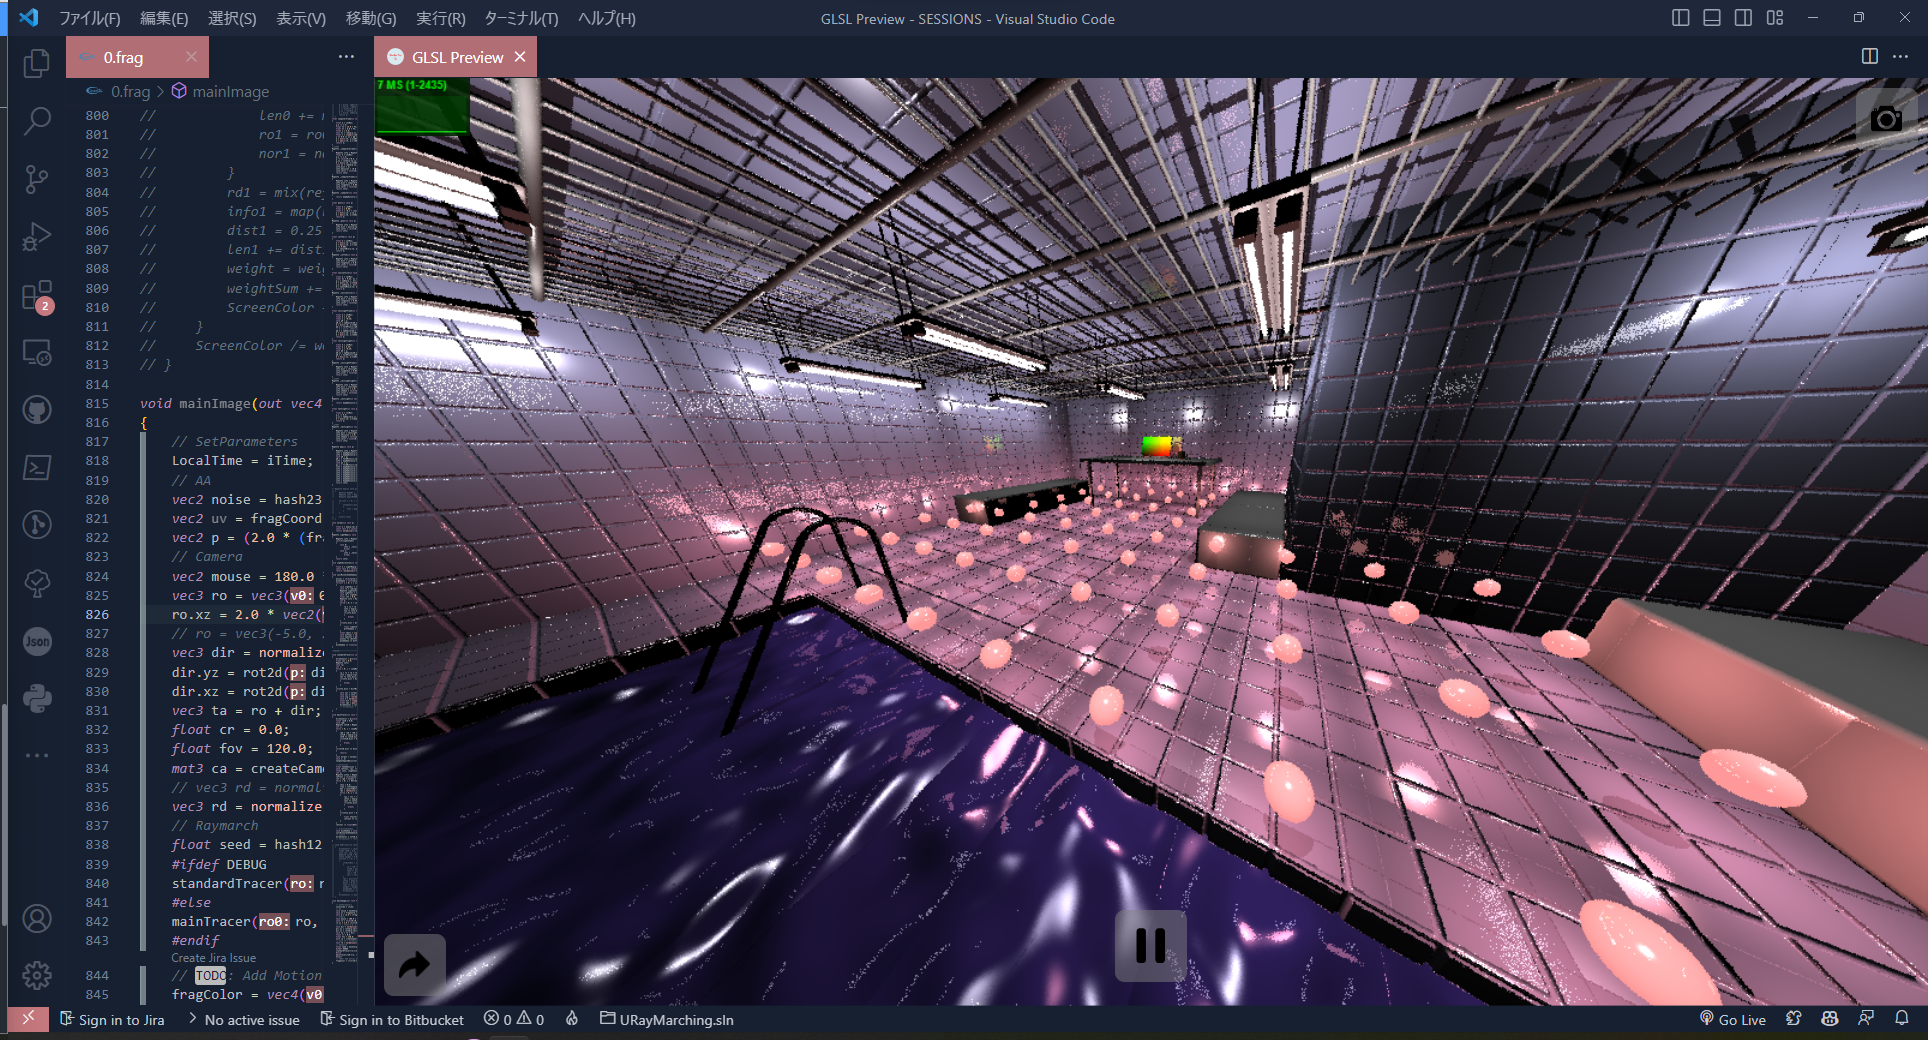 ファイル(F) 編集(E) 選択(S) 表示(V) 移動(G) 実行(R) ターミナル(T) ヘルプ(H)
GLSL Preview - SESSIONS - Visual Studio Code
0.frag
GLSL Preview
0.frag > mainImage
7 MS (1-2435)
800 // len0 +=
801 // ro1 =
802 // nor1 =
803 // }
804 // rd1 = mix(
805 // info1 = map(
806 // dist1 = 0.25
807 // len1 +=
808 // weight =
809 // weightSum +=
810 // ScreenColor
811 // }
812 // ScreenColor /=
813 // }
814
815 void mainImage(out vec4
816 {
817 // SetParameters
818 LocalTime = iTime;
819 // AA
820 vec2 noise = hash23
821 vec2 uv = fragCoord
822 vec2 p = (2.0 * (
823 // Camera
824 vec2 mouse = 180.0
825 vec3 ro = vec3(v0:
826 ro.xz = 2.0 * vec2(
827 // ro = vec3(-5.0,
828 vec3 dir =
829 dir.yz = rot2d(p:
830 dir.xz = rot2d(p:
831 vec3 ta = ro + dir;
832 float cr = 0.0;
833 float fov = 120.0;
834 mat3 ca =
835 // vec3 rd =
836 vec3 rd = normalize
837 // Raymarch
838 float seed = hash12
839 #ifdef DEBUG
840 standardTracer(ro:
841 #else
842 mainTracer(ro0: ro,
843 #endif
Create Jira Issue
844 // TODO: Add Motion
845 fragColor = vec4(v0
2
Json
Sign in to Jira
No active issue
Sign in to Bitbucket
0 0
URayMarching.sln
Go Live